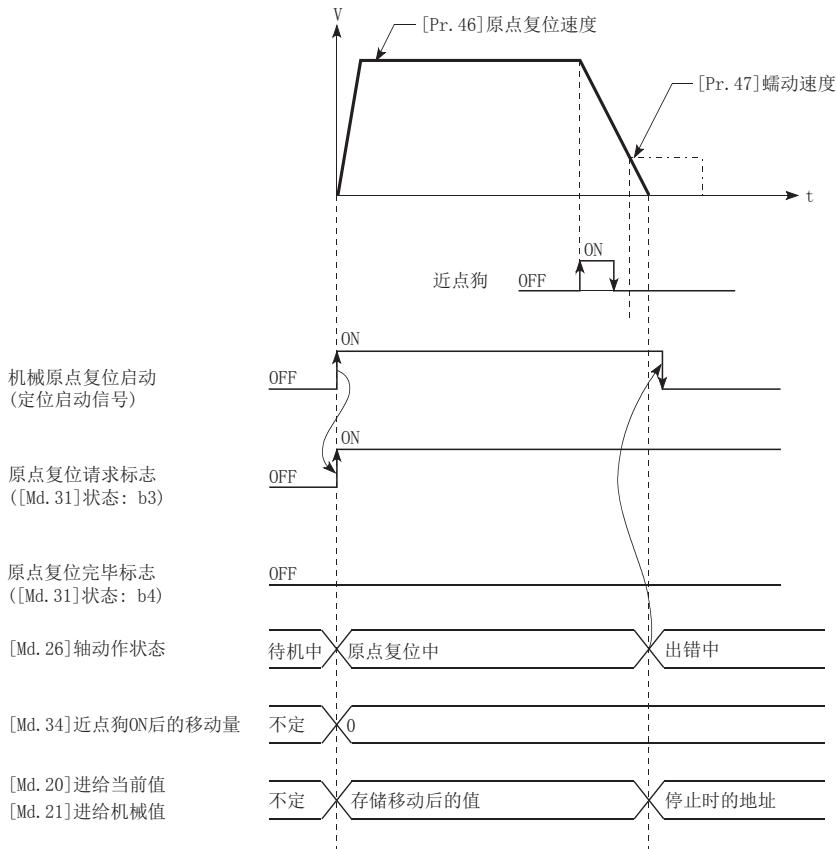 V
[Pr.46]原点复位速度
[Pr.47]蠕动速度
t
ON
近点狗 OFF
ON
机械原点复位启动 OFF
(定位启动信号)
ON
原点复位请求标志 OFF
([Md.31]状态: b3)
原点复位完毕标志 OFF
([Md.31]状态: b4)
[Md.26]轴动作状态 待机中 原点复位中 出错中
[Md.34]近点狗ON后的移动量 不定 0
[Md.20]进给当前值
[Md.21]进给机械值 不定 存储移动后的值 停止时的地址